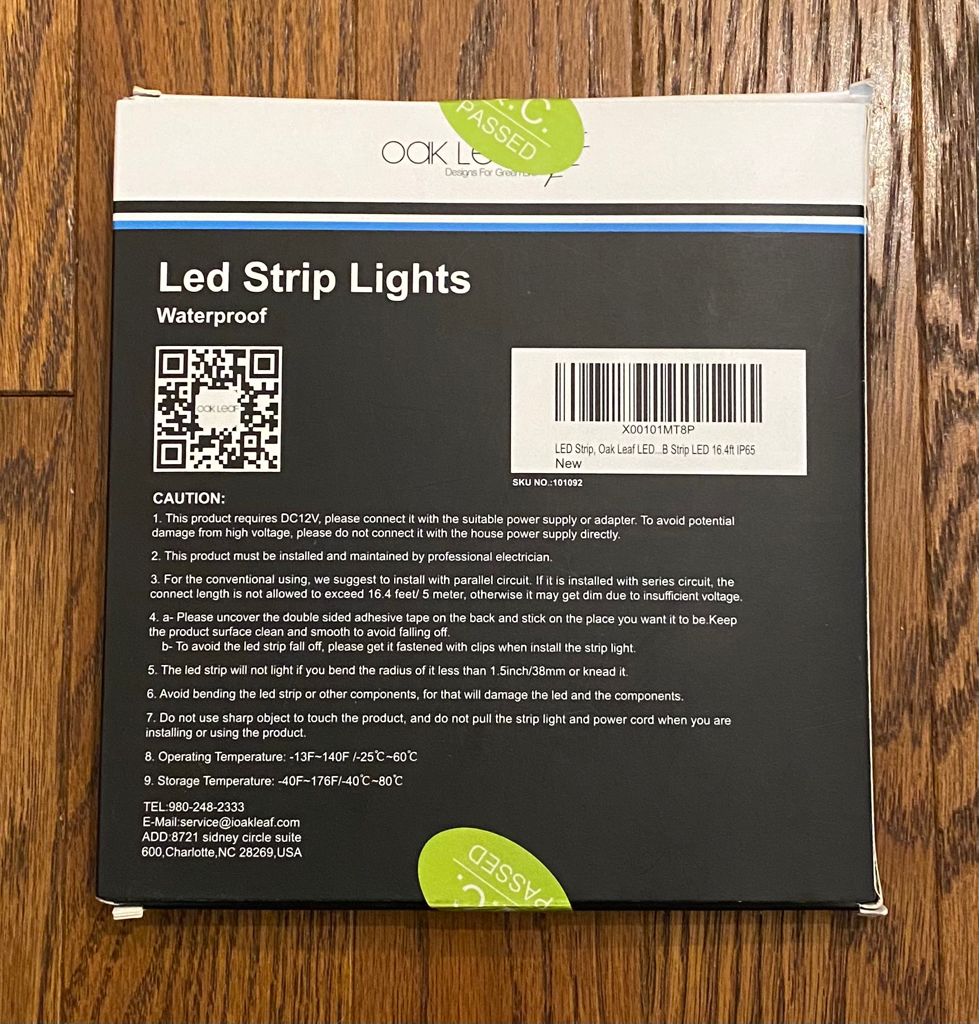 .C.
PASSED
Oak Le
Designs For Green
Led Strip Lights
Waterproof
Oak Leaf
X00101MT8P
LED Strip, Oak Leaf LED...B Strip LED 16.4ft IP65
New
SKU NO.:101092
CAUTION:
1. This product requires DC12V, please connect it with the suitable power supply or adapter. To avoid potential
damage from high voltage, please do not connect it with the house power supply directly.
2. This product must be installed and maintained by professional electrician.
3. For the conventional using, we suggest to install with parallel circuit. If it is installed with series circuit, the
connect length is not allowed to exceed 16.4 feet/ 5 meter, otherwise it may get dim due to insufficient voltage.
4. a- Please uncover the double sided adhesive tape on the back and stick on the place you want it to be.Keep
the product surface clean and smooth to avoid falling off.
b- To avoid the led strip fall off, please get it fastened with clips when install the strip light.
5. The led strip will not light if you bend the radius of it less than 1.5inch/38mm or knead it.
6. Avoid bending the led strip or other components, for that will damage the led and the components.
7. Do not use sharp object to touch the product, and do not pull the strip light and power cord when you are
installing or using the product.
8. Operating Temperature: -13F~140F /-25℃~60℃
9. Storage Temperature: -40F~176F/-40℃~80℃
TEL:980-248-2333
E-Mail:service@ioakleaf.com
ADD:8721 sidney circle suite
600,Charlotte,NC 28269,USA
PASSED
.C.